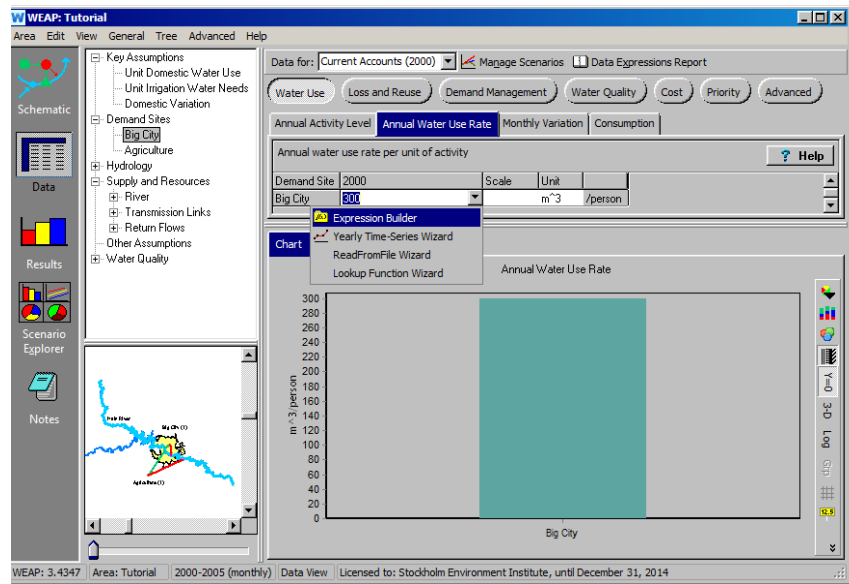 WEAP: Tutorial
Area Edit View General Tree Advanced Help
Schematic
Data
Results
Scenario
Explorer
Notes
Key Assumptions
Unit Domestic Water Use
Unit Irrigation Water Needs
Domestic Variation
Demand Sites
Big City
Agriculture
Hydrology
Supply and Resources
River
Transmission Links
Return Flows
Other Assumptions
Water Quality
Main River
Big City (1)
Agriculture (1)
Data for: Current Accounts (2000) Manage Scenarios Data Expressions Report
Water Use Loss and Reuse Demand Management Water Quality Cost Priority Advanced
Annual Activity Level Annual Water Use Rate Monthly Variation Consumption
Annual water use rate per unit of activity
? Help
Demand Site 2000 Scale Unit
Big City 300 m^3 /person
Expression Builder
Yearly Time-Series Wizard
ReadFromFile Wizard
Lookup Function Wizard
Chart
Annual Water Use Rate
m^3/person
300
280
260
240
220
200
180
160
140
120
100
80
60
40
20
0
Big City
Y=0
3-D
Log
Grp
12.5
WEAP: 3.4347 Area: Tutorial 2000-2005 (monthly) Data View Licensed to: Stockholm Environment Institute, until December 31, 2014